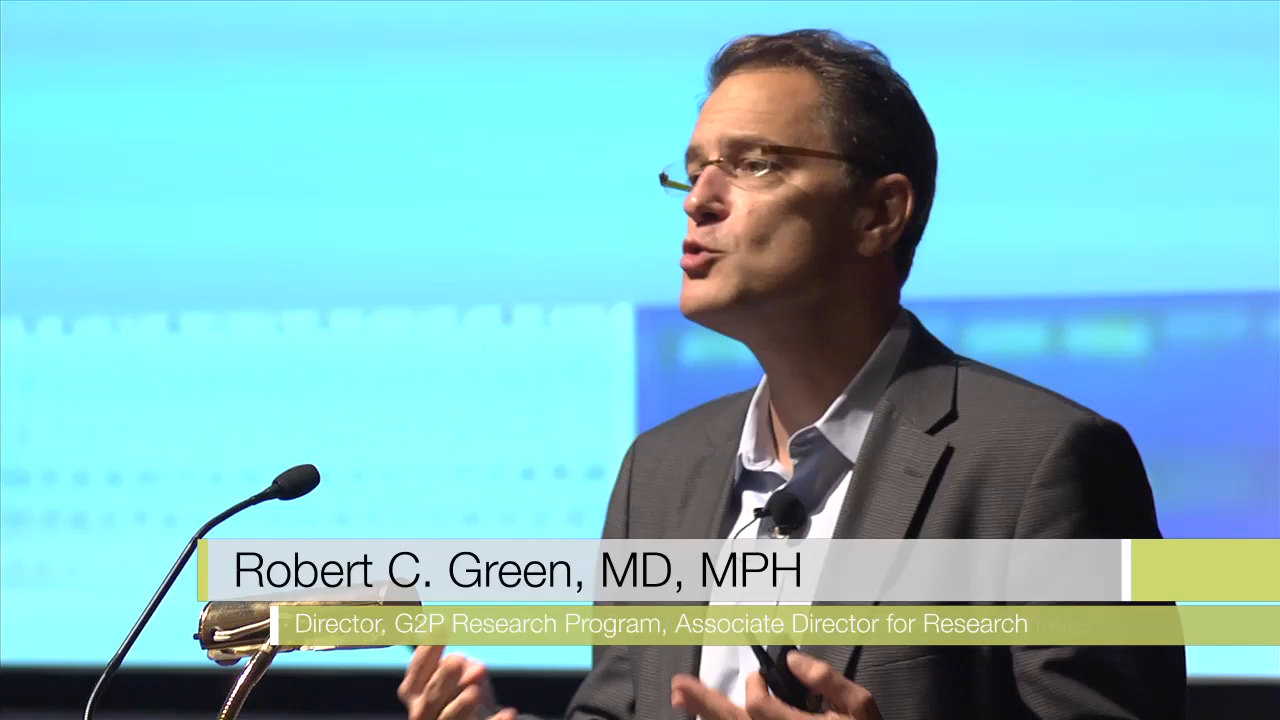 Robert C. Green, MD, MPH
Director, G2P Research Program, Associate Director for Research